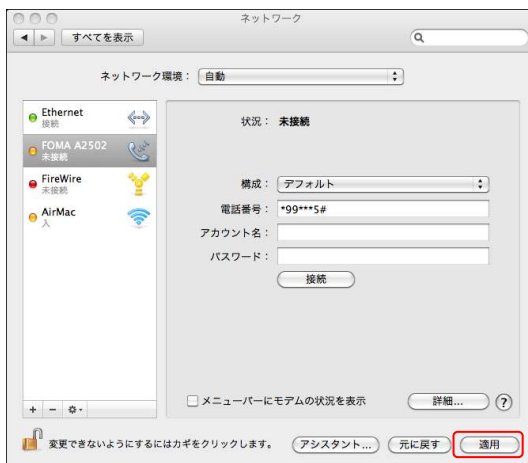 ネットワーク
すべてを表示
ネットワーク環境： 自動
Ethernet
接続
FOMA A2502
未接続
FireWire
未接続
AirMac
入
状況： 未接続
構成： デフォルト
電話番号： *99***5#
アカウント名：
パスワード：
接続
メニューバーにモデムの状況を表示
詳細... ?
変更できないようにするにはカギをクリックします。
アシスタント... 元に戻す 適用